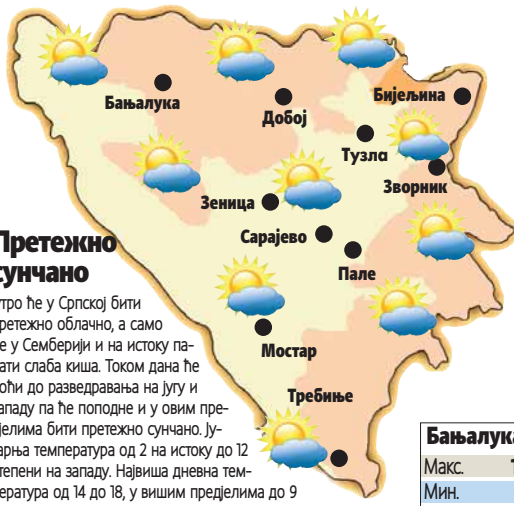 Бањалука
Добој
Бијељина
Тузла
Зворник
Зеница
Сарајево
Пале
Мостар
Требиње
Претежно
сунчано
утро ће у Српској бити
ретежно облачно, а само
е у Семберији и на истоку па-
ати слаба киша. Током дана ће
оћи до разведравања на југу и
ападу па ће поподне и у овим пре-
јелима бити претежно сунчано. Ју-
арња температура од 2 на истоку до 12
тепени на западу. Највиша дневна тем-
ература од 14 до 18, у вишим предјелима до 9
Бањалука
Макс. 1
Мин.